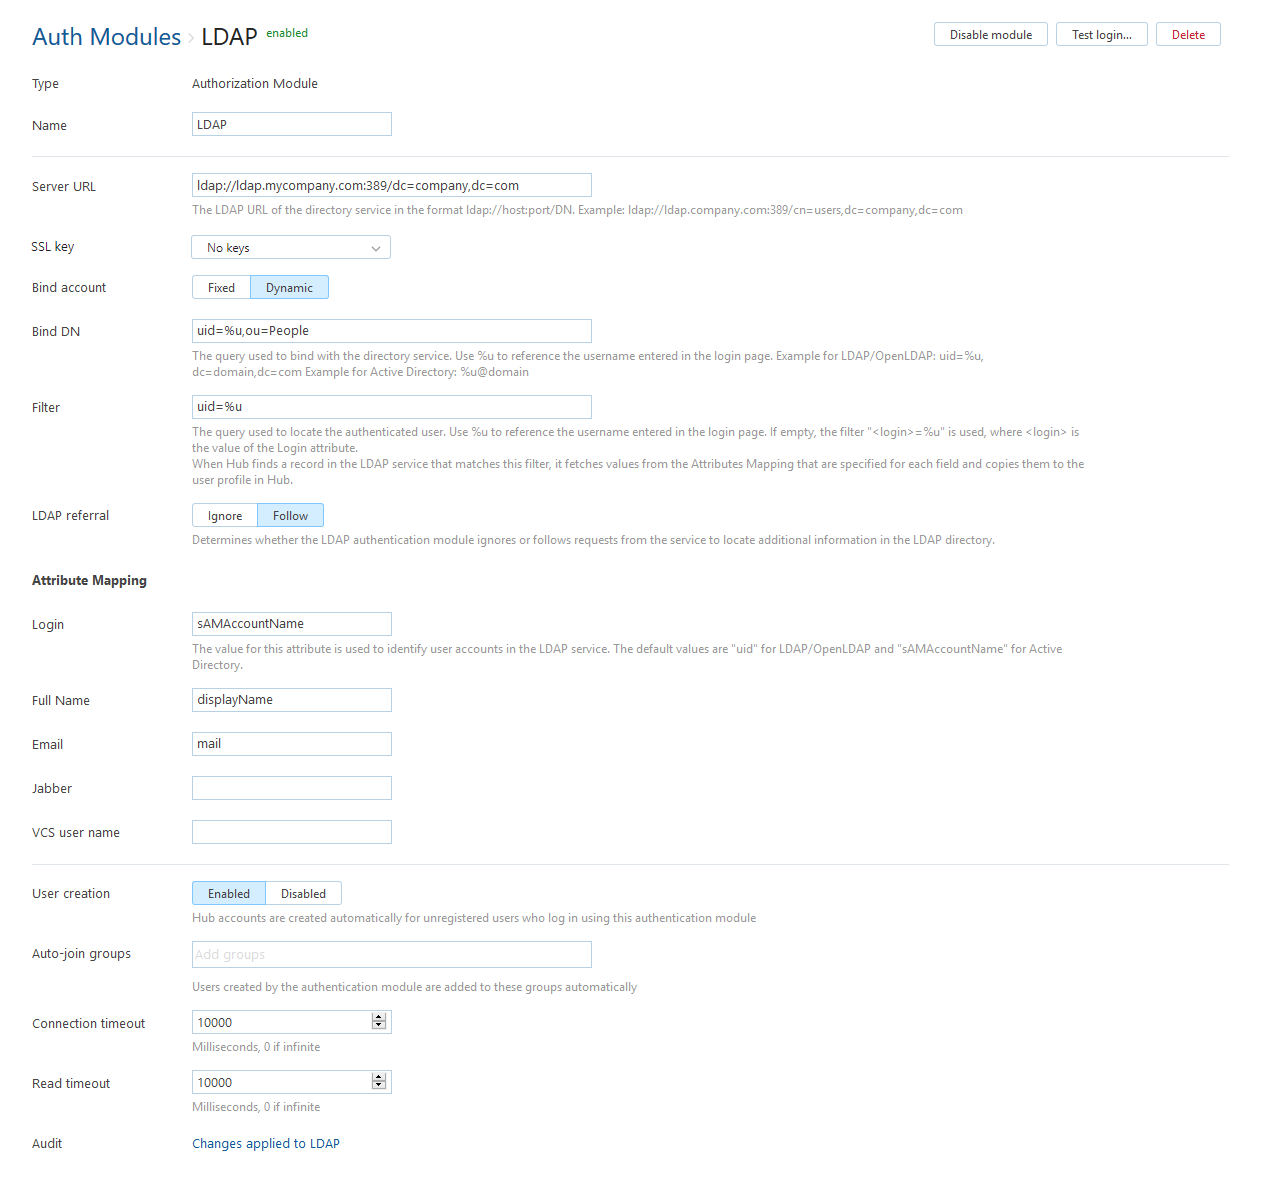 Auth Modules › LDAP enabled
Disable module
Test login...
Delete
Type
Authorization Module
Name
LDAP
Server URL
ldap://ldap.mycompany.com:389/dc=company,dc=com
The LDAP URL of the directory service in the format ldap://host:port/DN. Example: ldap://ldap.company.com:389/cn=users,dc=company,dc=com
SSL key
No keys
Bind account
Fixed
Dynamic
Bind DN
uid=%u,ou=People
The query used to bind with the directory service. Use %u to reference the username entered in the login page. Example for LDAP/OpenLDAP: uid=%u,
dc=domain,dc=com Example for Active Directory: %u@domain
Filter
uid=%u
The query used to locate the authenticated user. Use %u to reference the username entered in the login page. If empty, the filter "<login>=%u" is used, where <login> is
the value of the Login attribute.
When Hub finds a record in the LDAP service that matches this filter, it fetches values from the Attributes Mapping that are specified for each field and copies them to the
user profile in Hub.
LDAP referral
Ignore
Follow
Determines whether the LDAP authentication module ignores or follows requests from the service to locate additional information in the LDAP directory.
Attribute Mapping
Login
sAMAccountName
The value for this attribute is used to identify user accounts in the LDAP service. The default values are "uid" for LDAP/OpenLDAP and "sAMAccountName" for Active
Directory.
Full Name
displayName
Email
mail
Jabber
VCS user name
User creation
Enabled
Disabled
Hub accounts are created automatically for unregistered users who log in using this authentication module
Auto-join groups
Add groups
Users created by the authentication module are added to these groups automatically
Connection timeout
10000
Milliseconds, 0 if infinite
Read timeout
10000
Milliseconds, 0 if infinite
Audit
Changes applied to LDAP